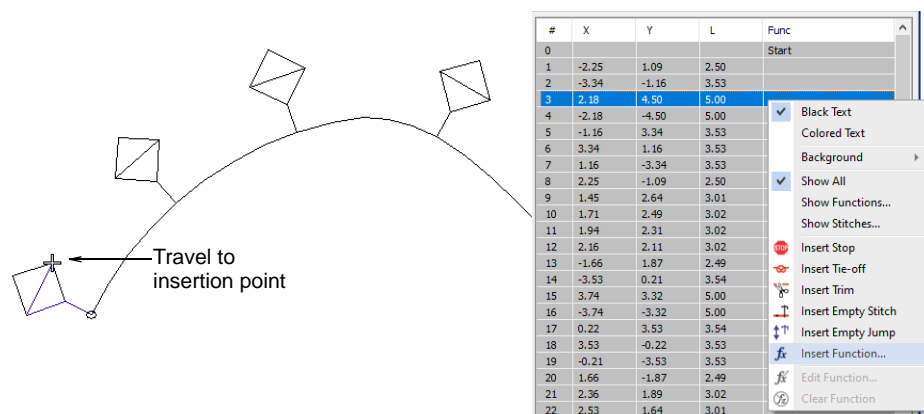 Travel to
insertion point
# X Y L Func
0 Start
1 -2.25 1.09 2.50
2 -3.34 -1.16 3.53
3 2.18 4.50 5.00
4 -2.18 -4.50 5.00
5 -1.16 3.34 3.53
6 3.34 1.16 3.53
7 1.16 -3.34 3.53
8 2.25 -1.09 2.50
9 1.45 2.64 3.01
10 1.71 2.49 3.02
11 1.94 2.31 3.02
12 2.16 2.11 3.02
13 -1.66 1.87 2.49
14 -3.53 0.21 3.54
15 3.74 3.32 5.00
16 -3.74 -3.32 5.00
17 0.22 3.53 3.54
18 3.53 -0.22 3.53
19 -0.21 -3.53 3.53
20 1.66 -1.87 2.49
21 2.36 1.89 3.02
22 2.53 1.64 3.01
Black Text
Colored Text
Background
Show All
Show Functions...
Show Stitches...
STOP Insert Stop
Insert Tie-off
Insert Trim
Insert Empty Stitch
Insert Empty Jump
fx Insert Function...
fx Edit Function...
fx Clear Function